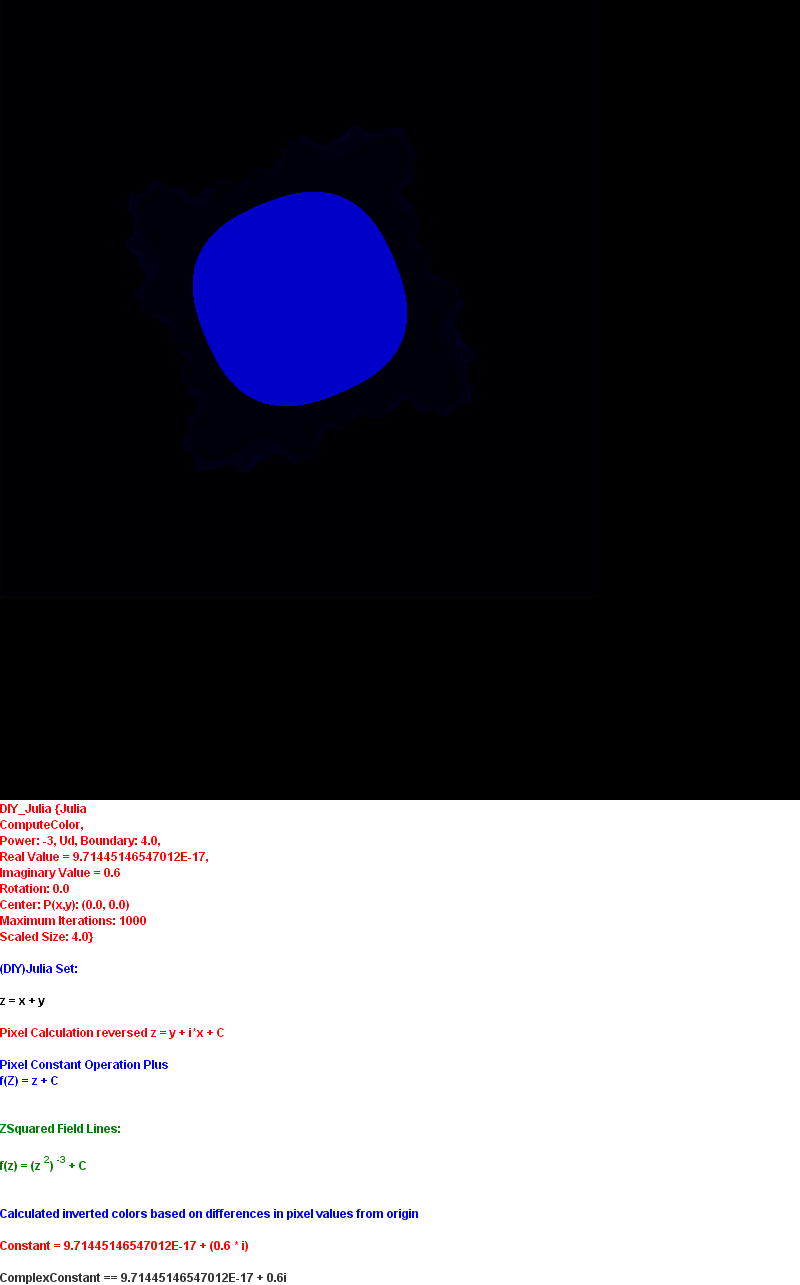 DIY_Julia {Julia
ComputeColor,
Power: -3, Ud, Boundary: 4.0,
Real Value = 9.71445146547012E-17,
Imaginary Value = 0.6
Rotation: 0.0
Center: P(x,y): (0.0, 0.0)
Maximum Iterations: 1000
Scaled Size: 4.0}
(DIY)Julia Set:
z = x + y
Pixel Calculation reversed z = y + i*x + C
Pixel Constant Operation Plus
f(Z) = z + C
ZSquared Field Lines:
f(z) = (z 2) -3 + C
Calculated inverted colors based on differences in pixel values from origin
Constant = 9.71445146547012E-17 + (0.6 * i)
ComplexConstant == 9.71445146547012E-17 + 0.6i